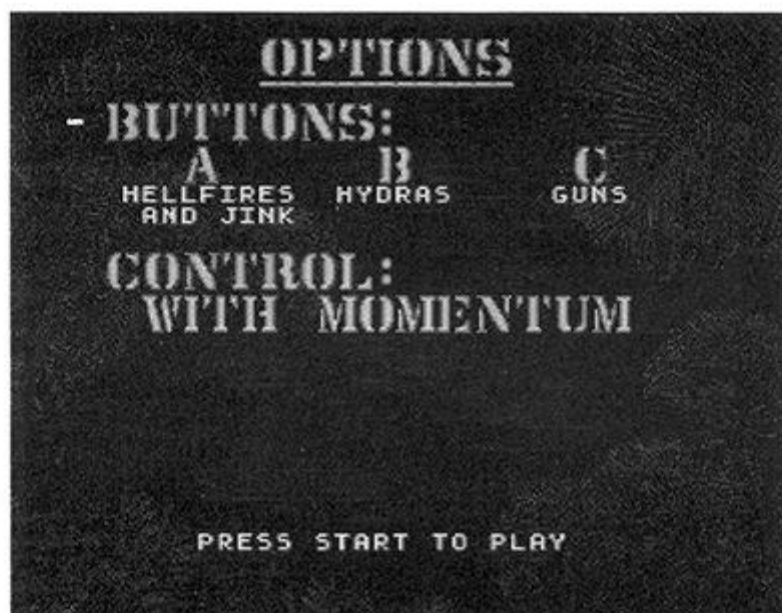 OPTIONS
- BUTTONS:
A B C
HELLFIRES HYDRAS GUNS
AND JINK
CONTROL:
WITH MOMENTUM
PRESS START TO PLAY